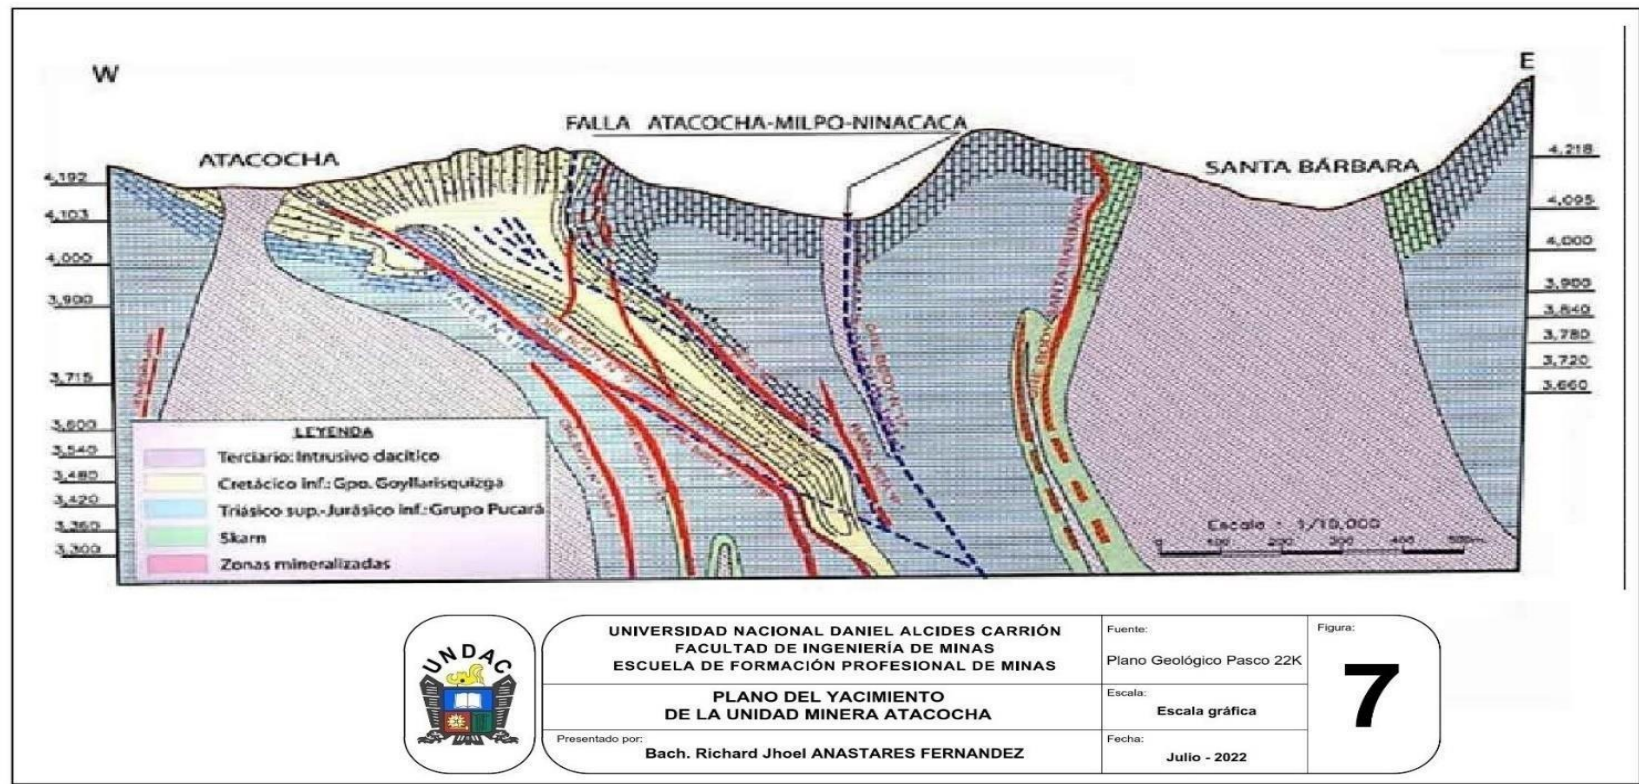 W
E
FALLA ATACOCHA-MILPO-NINACACA
ATACOCHA
SANTA BÁRBARA
4,192
4,103
4,000
3,900
3,715
3,600
3,540
3,480
3,420
3,360
3,300
4,218
4,095
4,000
3,900
3,840
3,780
3,720
3,660
ORE BODY
LEYENDA
Terciario: Intrusivo dacítico
Cretácico inf.: Gpo. Goyllarisquizga
Triásico sup.-Jurásico inf.: Grupo Pucará
Skarn
Zonas mineralizadas
Escala = 1/10,000
0 100 200 300 400 500m.
UNDAC
UNIVERSIDAD NACIONAL DANIEL ALCIDES CARRIÓN
FACULTAD DE INGENIERÍA DE MINAS
ESCUELA DE FORMACIÓN PROFESIONAL DE MINAS
PLANO DEL YACIMIENTO
DE LA UNIDAD MINERA ATACOCHA
Presentado por:
Bach. Richard Jhoel ANASTARES FERNANDEZ
Fuente:
Plano Geológico Pasco 22K
Escala:
Escala gráfica
Fecha:
Julio - 2022
Figura:
7